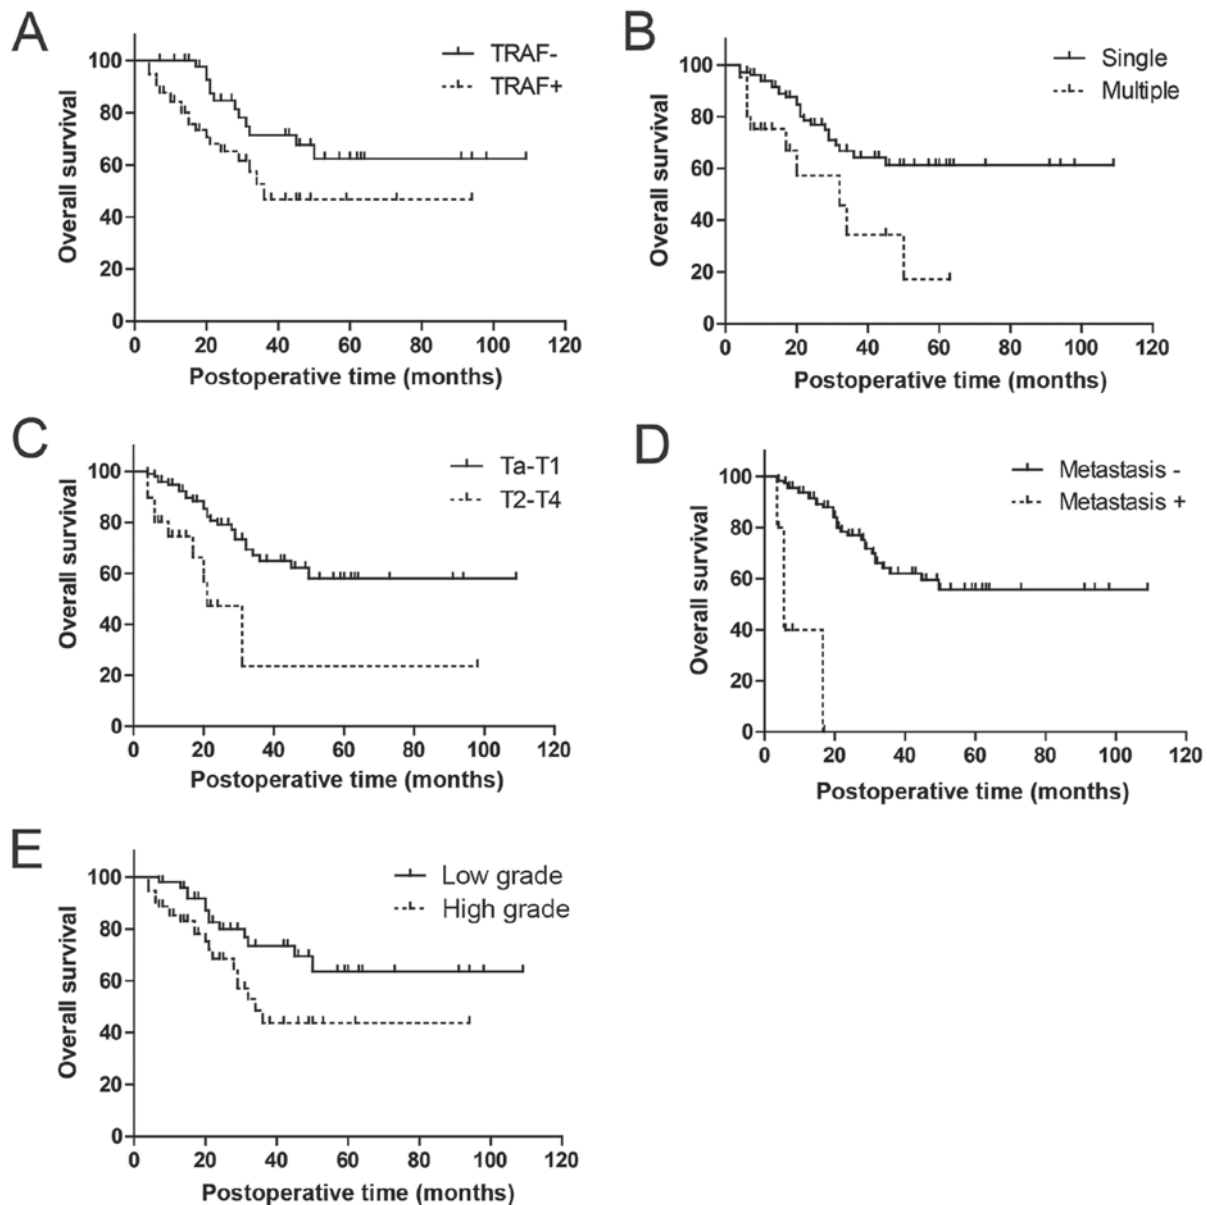 A
TRAF-
TRAF+
Overall survival
100
80
60
40
20
0
0 20 40 60 80 100 120
Postoperative time (months)
B
Single
Multiple
Overall survival
100
80
60
40
20
0
0 20 40 60 80 100 120
Postoperative time (months)
C
Ta-T1
T2-T4
Overall survival
100
80
60
40
20
0
0 20 40 60 80 100 120
Postoperative time (months)
D
Metastasis -
Metastasis +
Overall survival
100
80
60
40
20
0
0 20 40 60 80 100 120
Postoperative time (months)
E
Low grade
High grade
Overall survival
100
80
60
40
20
0
0 20 40 60 80 100 120
Postoperative time (months)